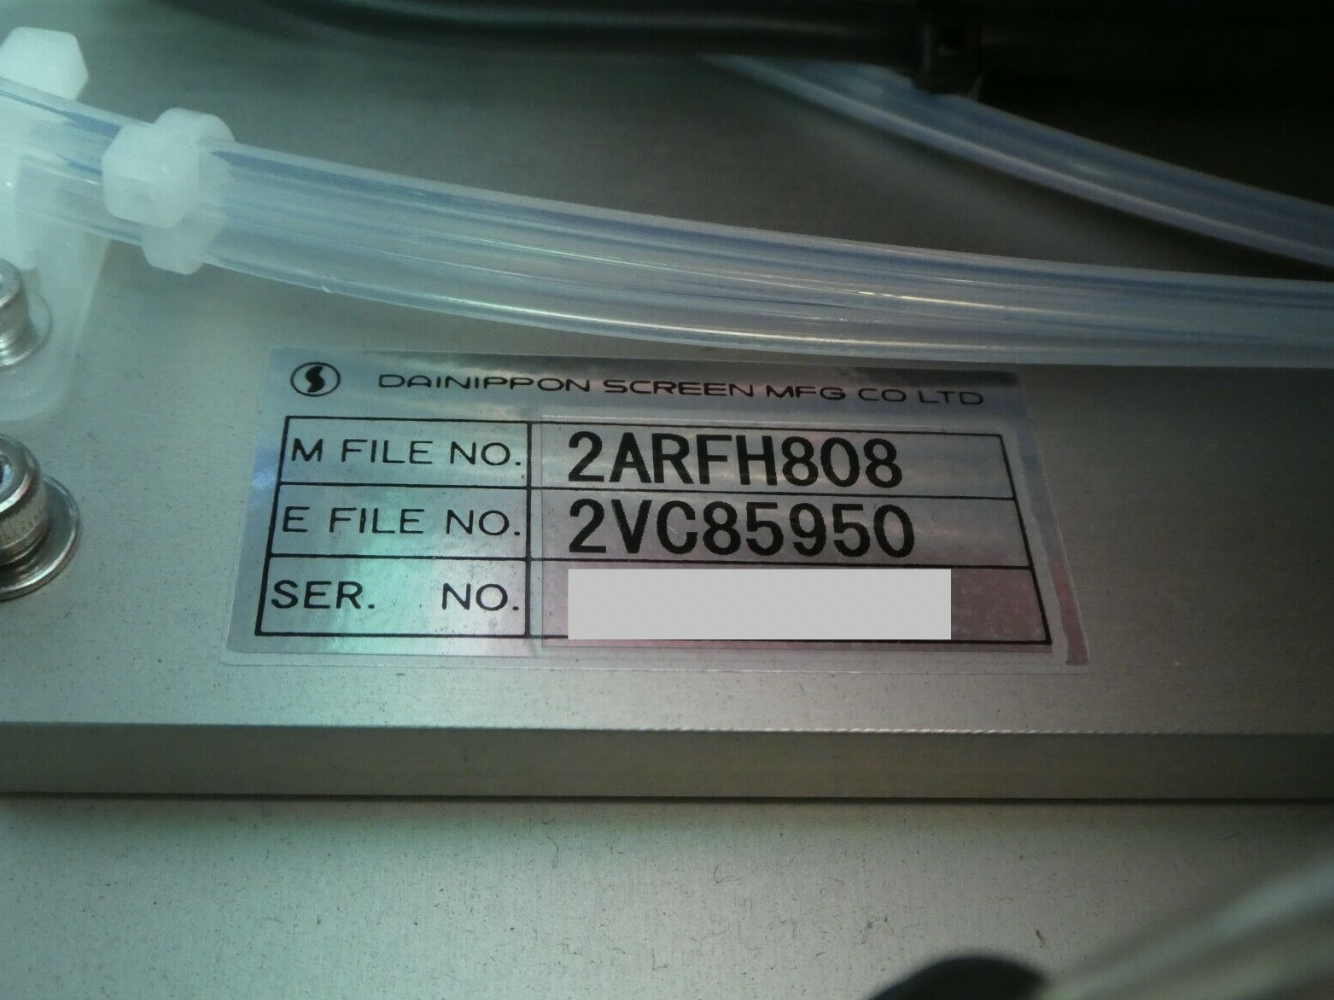 DAINIPPON SCREEN MFG CO LTD
M FILE NO. 2ARFH808
E FILE NO. 2VC85950
SER. NO.